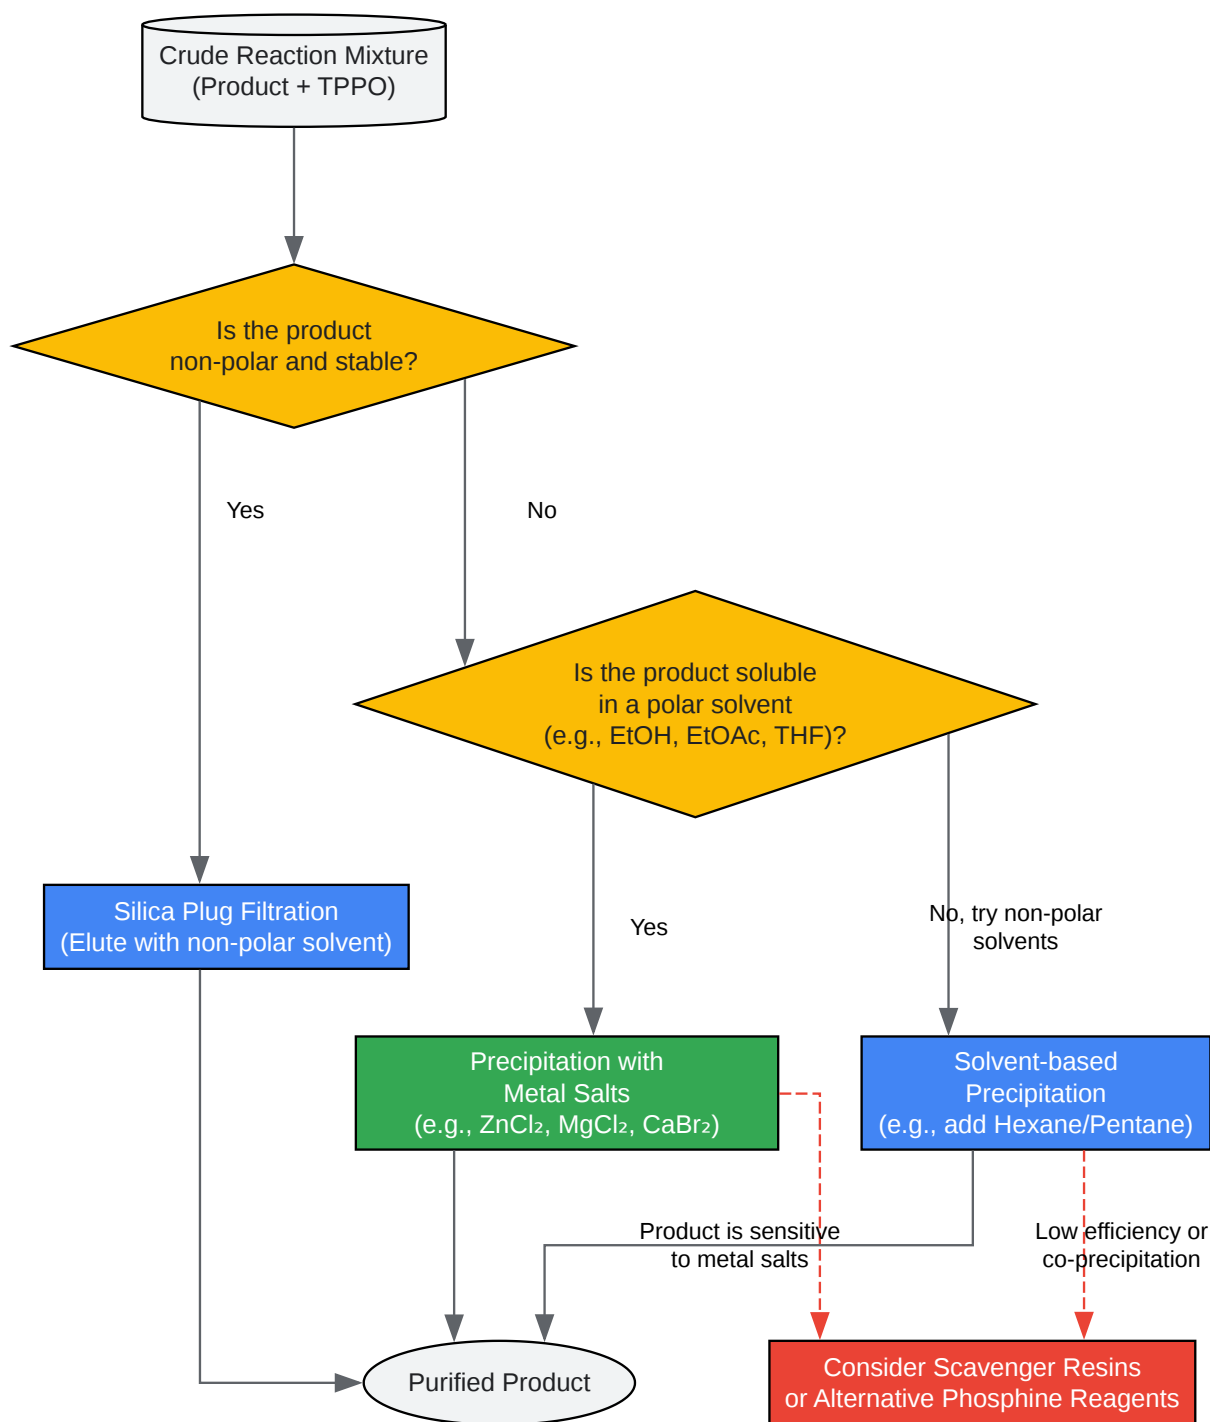 Crude Reaction Mixture
(Product + TPPO)
Is the product
non-polar and stable?
Yes
No
Is the product soluble
in a polar solvent
(e.g., EtOH, EtOAc, THF)?
Silica Plug Filtration
(Elute with non-polar solvent)
Yes
No, try non-polar
solvents
Precipitation with
Metal Salts
(e.g., ZnCl₂, MgCl₂, CaBr₂)
Solvent-based
Precipitation
(e.g., add Hexane/Pentane)
Product is sensitive
to metal salts
Low efficiency or
co-precipitation
Purified Product
Consider Scavenger Resins
or Alternative Phosphine Reagents